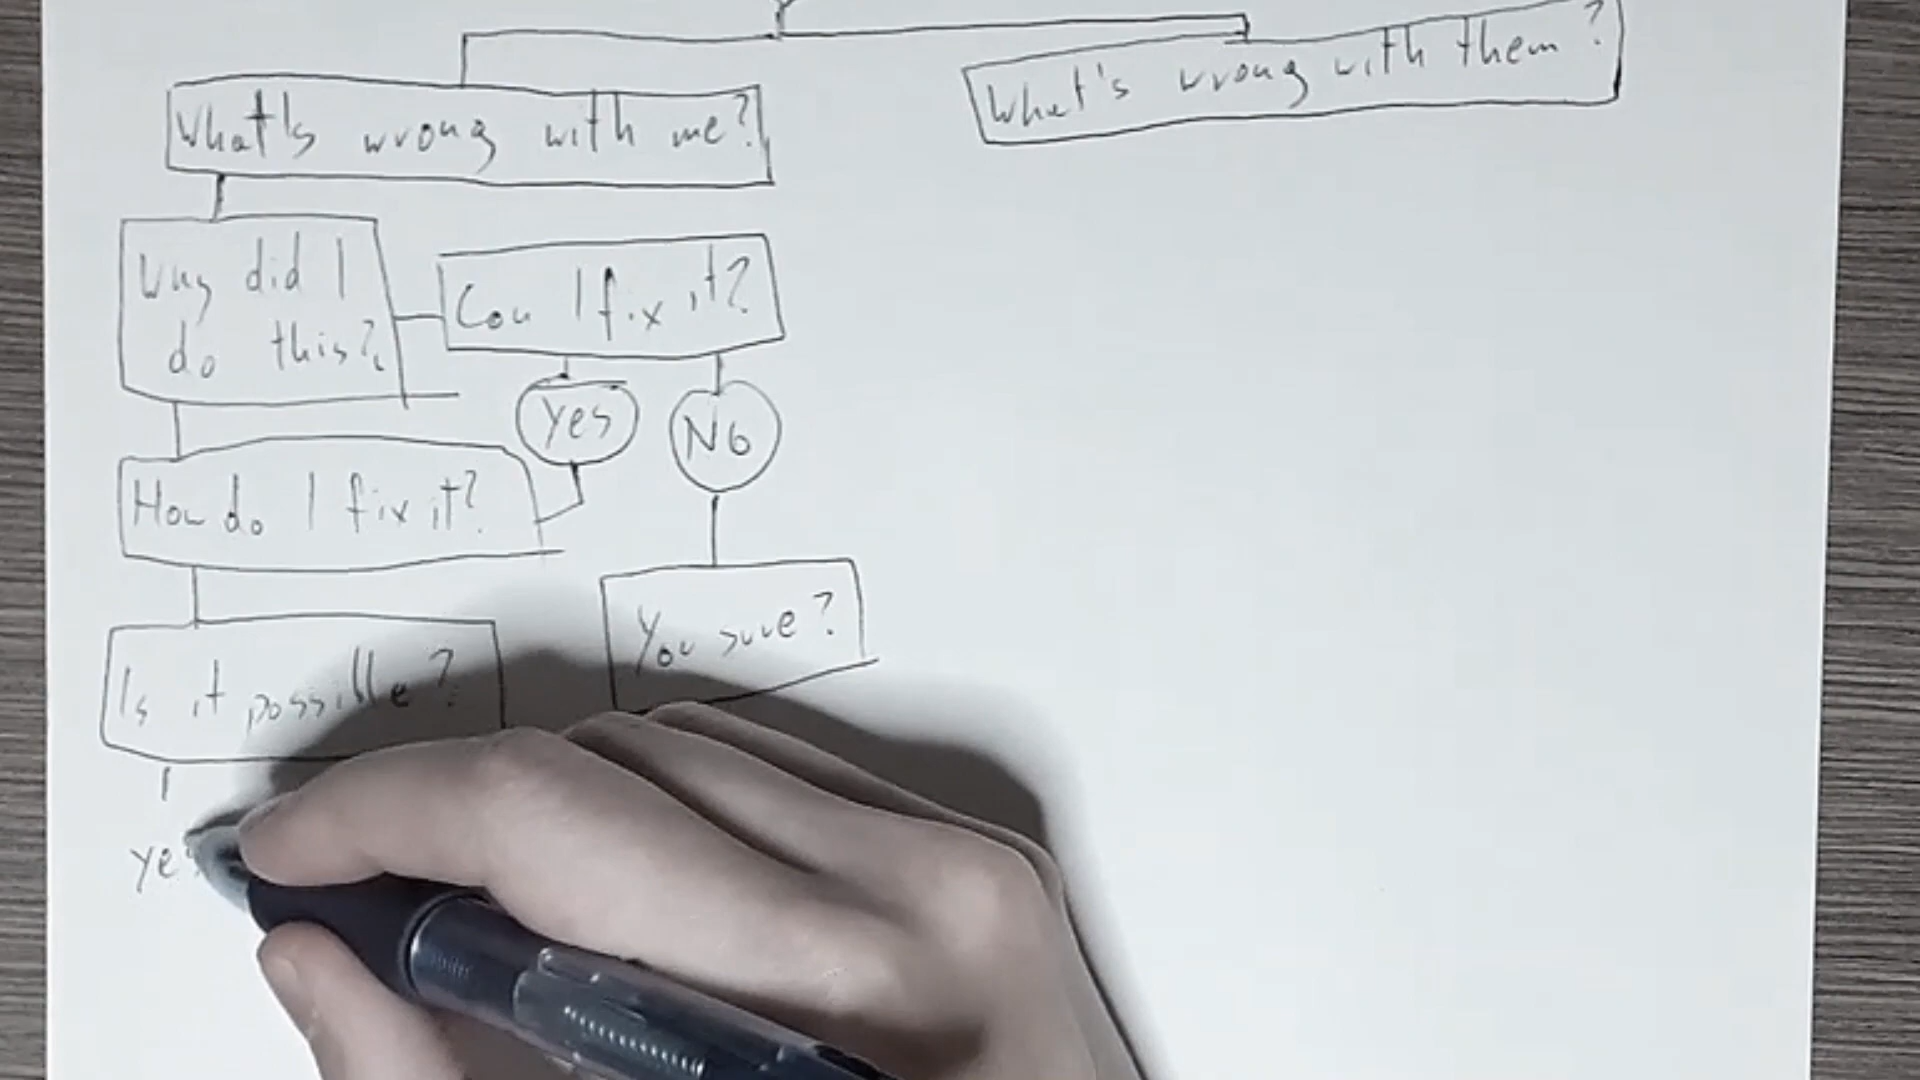 What's wrong with me?
What's wrong with them?
Why did I
do this?
Can I fix it?
Yes
No
How do I fix it?
You sure?
Is it possible?
yes